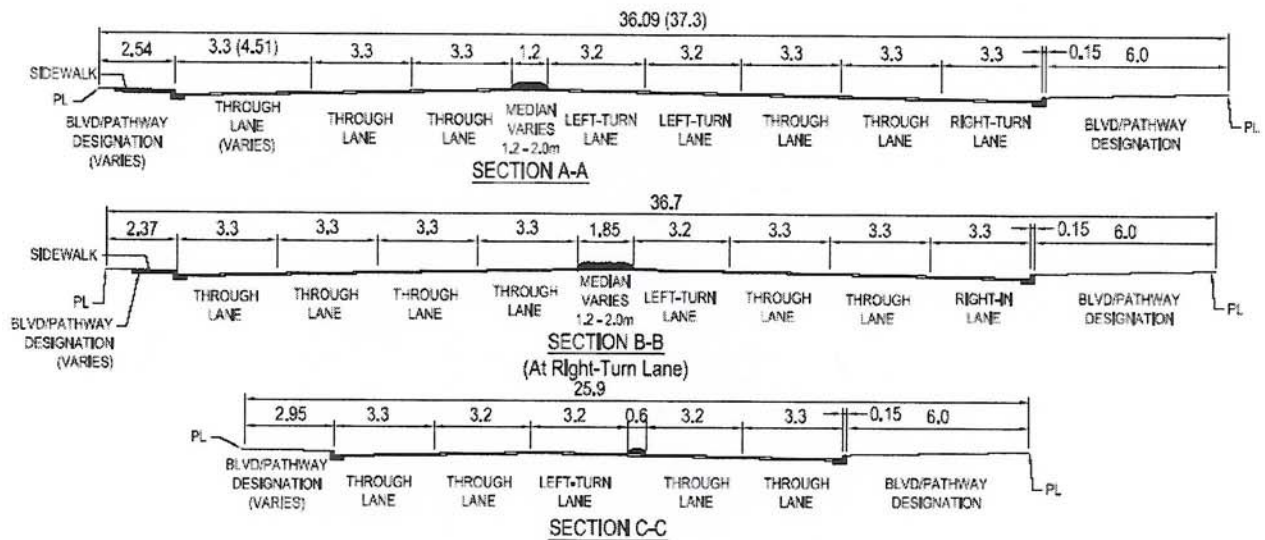 36.09 (37.3)
2.54 3.3 (4.51) 3.3 3.3 1.2 3.2 3.2 3.3 3.3 3.3 0.15 6.0
SIDEWALK
PL
BLVD/PATHWAY
DESIGNATION
(VARIES)
THROUGH
LANE
(VARIES)
THROUGH
LANE
THROUGH
LANE
MEDIAN
VARIES
1.2 - 2.0m
LEFT-TURN
LANE
LEFT-TURN
LANE
THROUGH
LANE
THROUGH
LANE
RIGHT-TURN
LANE
BLVD/PATHWAY
DESIGNATION
PL
SECTION A-A
36.7
2.37 3.3 3.3 3.3 3.3 1.85 3.2 3.3 3.3 3.3 0.15 6.0
SIDEWALK
PL
BLVD/PATHWAY
DESIGNATION
(VARIES)
THROUGH
LANE
THROUGH
LANE
THROUGH
LANE
THROUGH
LANE
MEDIAN
VARIES
1.2 - 2.0m
LEFT-TURN
LANE
THROUGH
LANE
THROUGH
LANE
RIGHT-IN
LANE
BLVD/PATHWAY
DESIGNATION
PL
SECTION B-B
(At Right-Turn Lane)
25.9
2.95 3.3 3.2 3.2 0.6 3.2 3.3 0.15 6.0
PL
BLVD/PATHWAY
DESIGNATION
(VARIES)
THROUGH
LANE
THROUGH
LANE
LEFT-TURN
LANE
THROUGH
LANE
THROUGH
LANE
BLVD/PATHWAY
DESIGNATION
PL
SECTION C-C